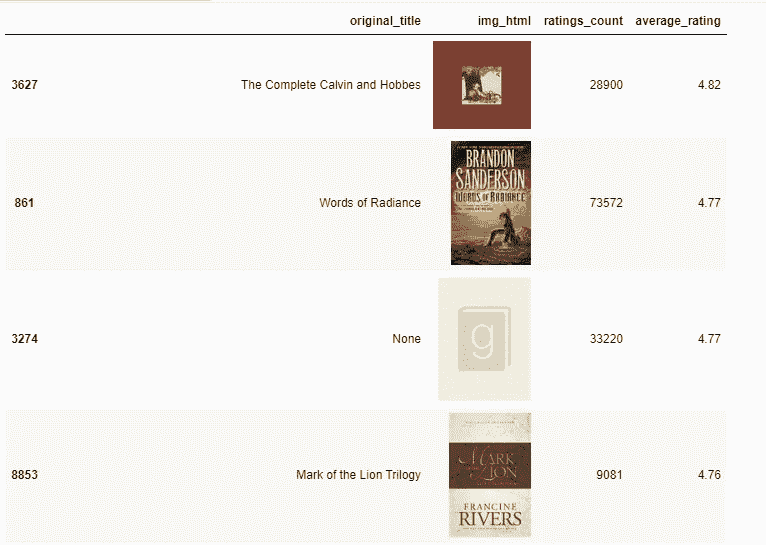 original_title img_html ratings_count average_rating
3627 The Complete Calvin and Hobbes 28900 4.82
861 Words of Radiance 73572 4.77
BRANDON
SANDERSON
WORDS OF RADIANCE
3274 None 33220 4.77
g
8853 Mark of the Lion Trilogy 9081 4.76
MARK
LION
FRANCINE
RIVERS